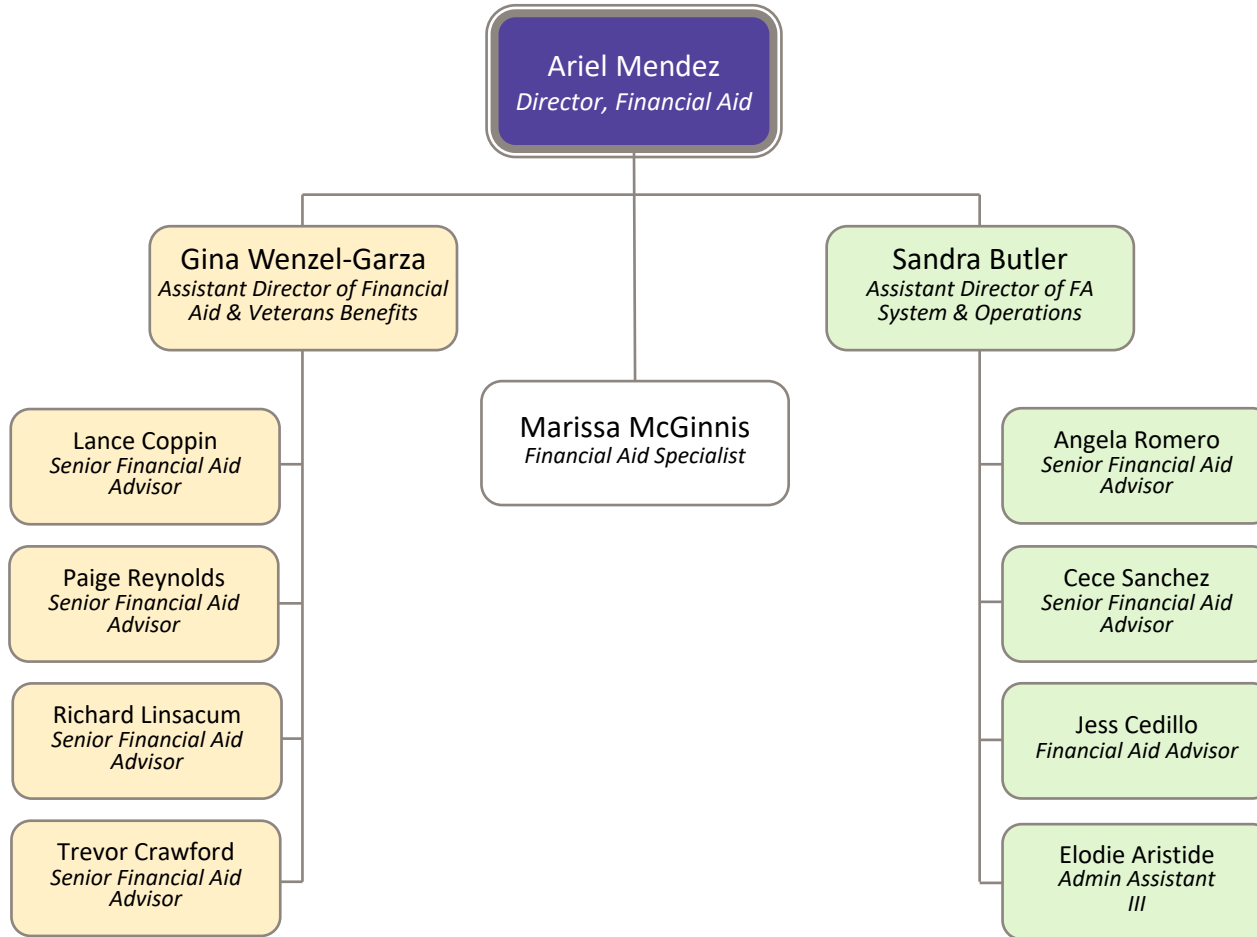 Ariel Mendez
Director, Financial Aid
Gina Wenzel-Garza
Assistant Director of Financial
Aid & Veterans Benefits
Sandra Butler
Assistant Director of FA
System & Operations
Marissa McGinnis
Financial Aid Specialist
Lance Coppin
Senior Financial Aid
Advisor
Paige Reynolds
Senior Financial Aid
Advisor
Richard Linsacum
Senior Financial Aid
Advisor
Trevor Crawford
Senior Financial Aid
Advisor
Angela Romero
Senior Financial Aid
Advisor
Cece Sanchez
Senior Financial Aid
Advisor
Jess Cedillo
Financial Aid Advisor
Elodie Aristide
Admin Assistant
III